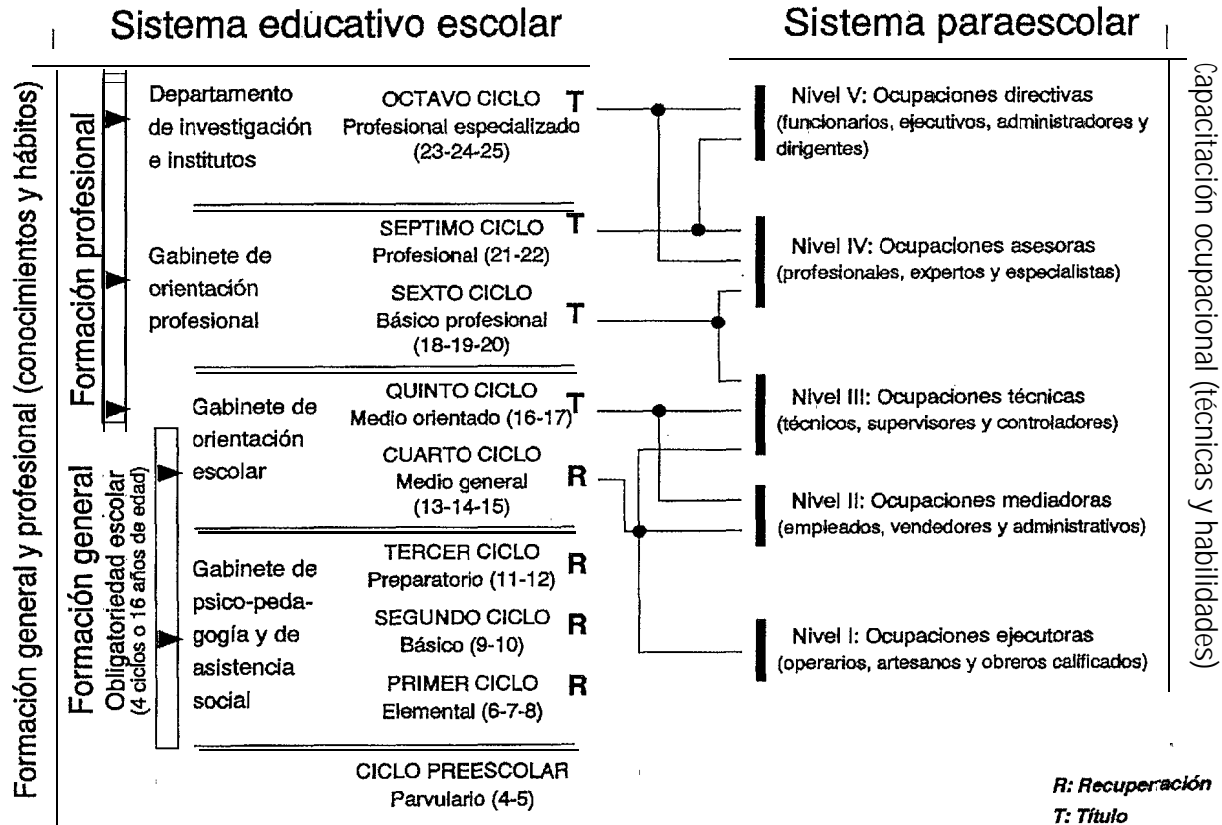 Sistema educativo escolar
Sistema paraescolar
Formación general y profesional (conocimientos y hábitos)
Formación profesional
Departamento
de investigación
e institutos
OCTAVO CICLO T
Profesional especializado
(23-24-25)
Gabinete de
orientación
profesional
SEPTIMO CICLO T
Profesional (21-22)
SEXTO CICLO
Básico profesional T
(18-19-20)
Gabinete de
orientación
escolar
QUINTO CICLO
Medio orientado (16-17) T
CUARTO CICLO
Medio general R
(13-14-15)
Formación general
Obligatoriedad escolar
(4 ciclos o 16 años de edad)
Gabinete de
psico-peda-
gogía y de
asistencia
social
TERCER CICLO R
Preparatorio (11-12)
SEGUNDO CICLO R
Básico (9-10)
PRIMER CICLO R
Elemental (6-7-8)
CICLO PREESCOLAR
Parvulario (4-5)
Nivel V: Ocupaciones directivas
(funcionarios, ejecutivos, administradores y
dirigentes)
Nivel IV: Ocupaciones asesoras
(profesionales, expertos y especialistas)
Nivel III: Ocupaciones técnicas
(técnicos, supervisores y controladores)
Nivel II: Ocupaciones mediadoras
(empleados, vendedores y administrativos)
Nivel I: Ocupaciones ejecutoras
(operarios, artesanos y obreros calificados)
Capacitación ocupacional (técnicas y habilidades)
R: Recuperación
T: Título